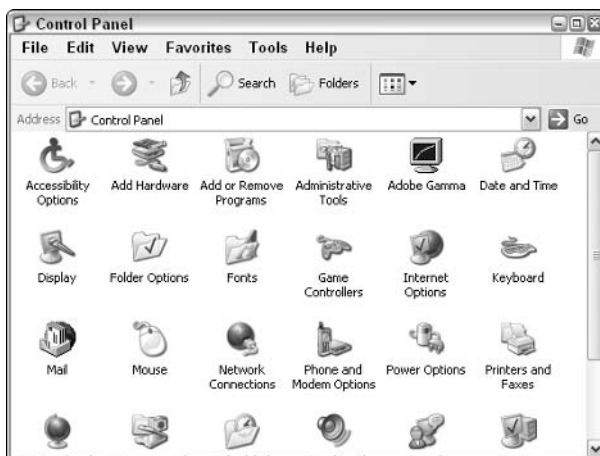 Control Panel
File Edit View Favorites Tools Help
Back Search Folders
Address Control Panel Go
Accessibility Options Add Hardware Add or Remove Programs Administrative Tools Adobe Gamma Date and Time
Display Folder Options Fonts Game Controllers Internet Options Keyboard
Mail Mouse Network Connections Phone and Modem Options Power Options Printers and Faxes